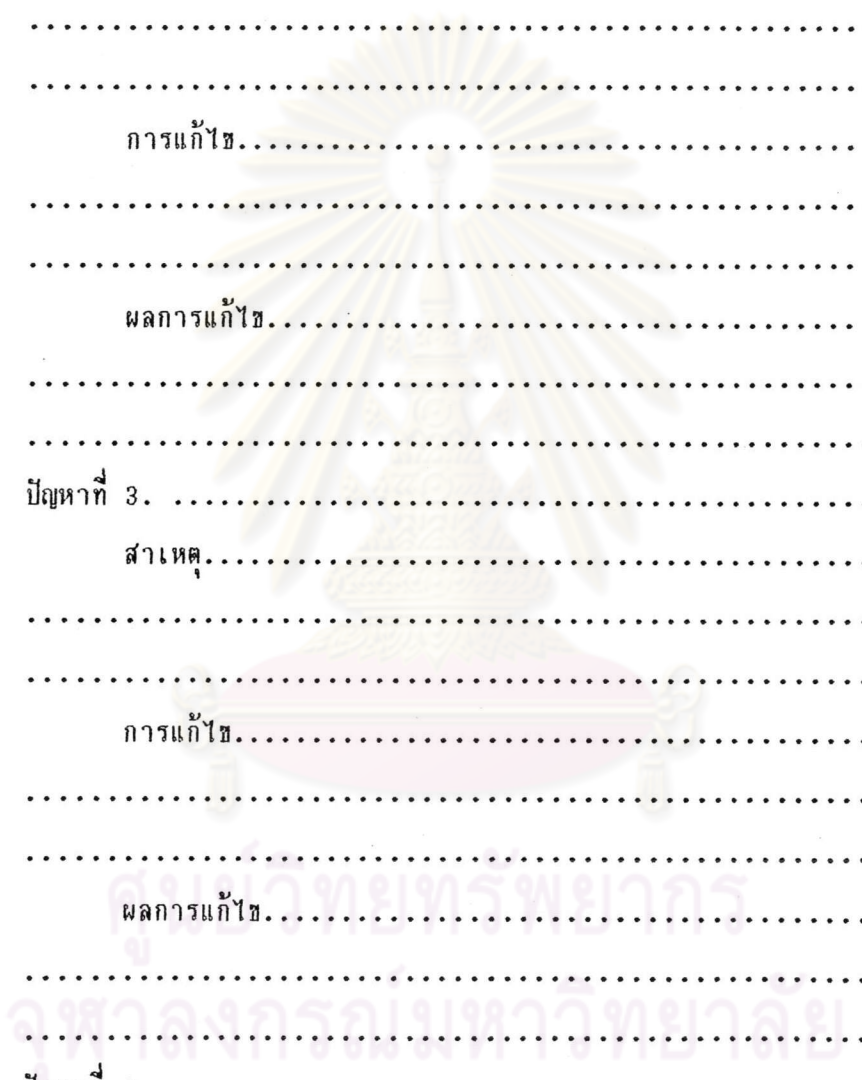 ............................................................
............................................................
การแก้ไข............................................................
............................................................
............................................................
ผลการแก้ไข............................................................
............................................................
............................................................
ปัญหาที่ 3. ............................................................
สาเหตุ............................................................
............................................................
............................................................
การแก้ไข............................................................
............................................................
............................................................
ศูนย์วิทยทรัพยากร
ผลการแก้ไข............................................................
............................................................
จุฬาลงกรณ์มหาวิทยาลัย
............................................................